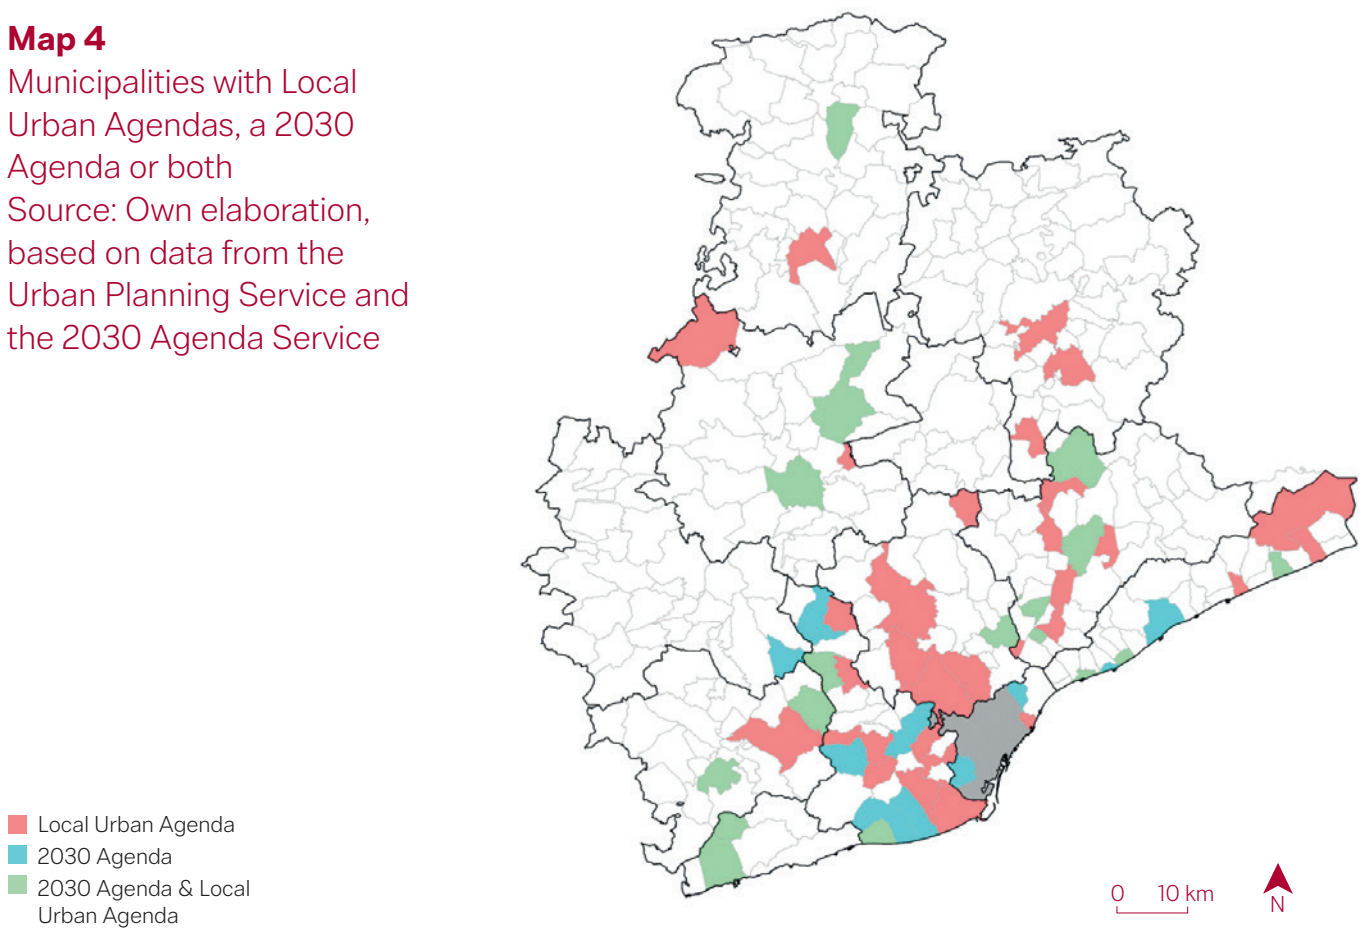 Map 4
Municipalities with Local
Urban Agendas, a 2030
Agenda or both
Source: Own elaboration,
based on data from the
Urban Planning Service and
the 2030 Agenda Service
Local Urban Agenda
2030 Agenda
2030 Agenda & Local
Urban Agenda
0 10 km
N